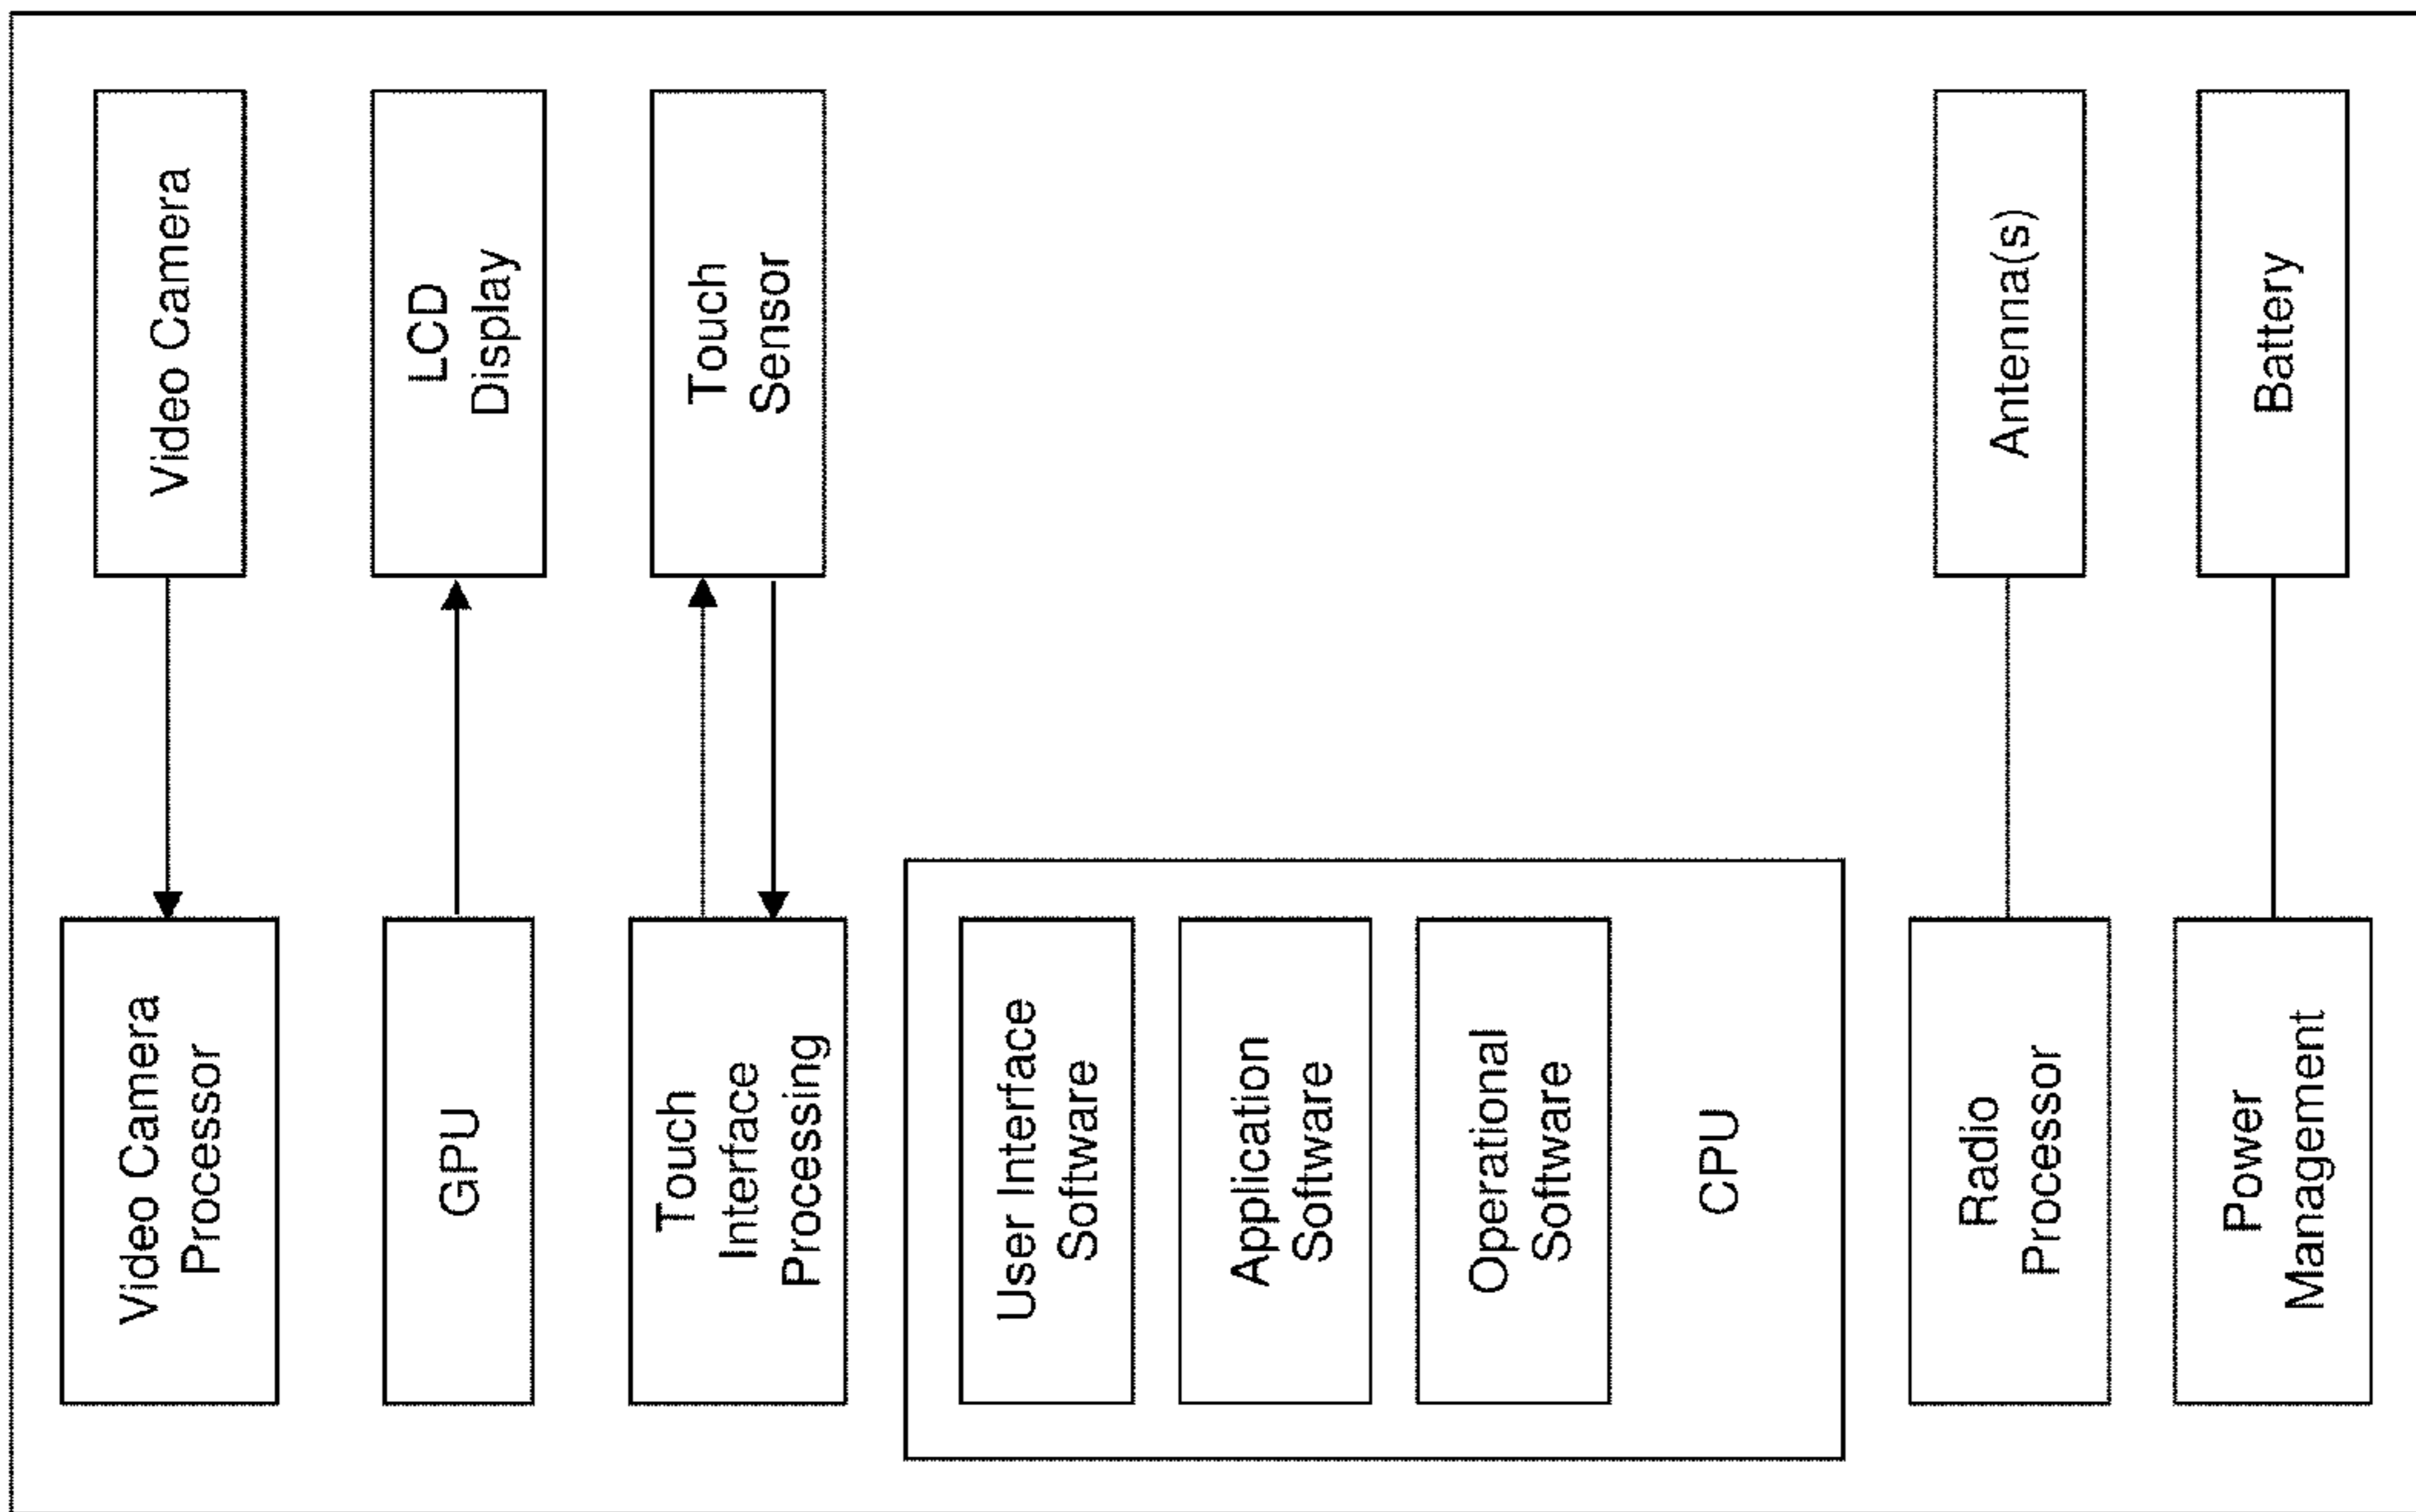 Video Camera
Processor
Video Camera
GPU
LCD
Display
Touch
Interface
Processing
Touch
Sensor
User Interface
Software
Application
Software
Operational
Software
CPU
Radio
Processor
Antenna(s)
Power
Management
Battery